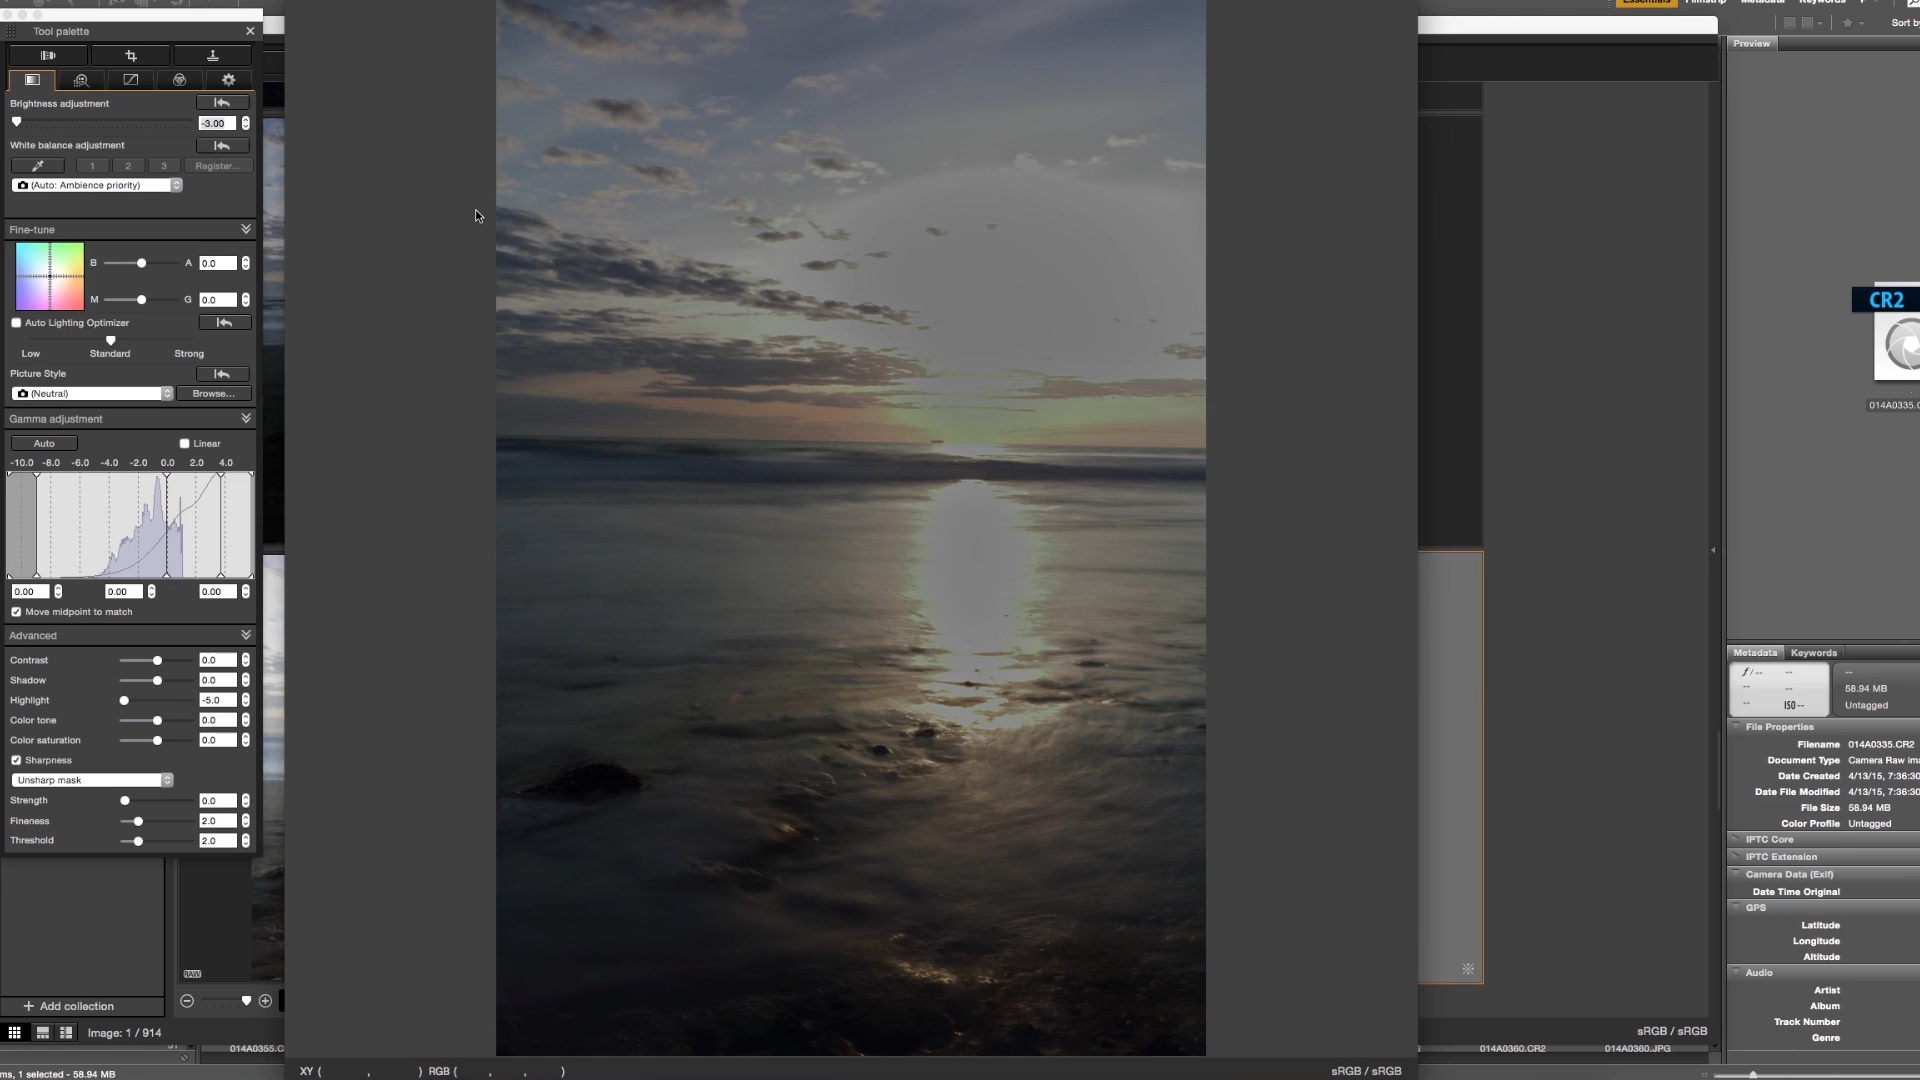 Tool palette
Brightness adjustment
-3.00
White balance adjustment
1 2 3 Register...
(Auto: Ambience priority)
Fine-tune
B A 0.0
M G 0.0
Auto Lighting Optimizer
Low Standard Strong
Picture Style
(Neutral) Browse...
Gamma adjustment
Auto Linear
-10.0 -8.0 -6.0 -4.0 -2.0 0.0 2.0 4.0
0.00 0.00 0.00
Move midpoint to match
Advanced
Contrast 0.0
Shadow 0.0
Highlight -5.0
Color tone 0.0
Color saturation 0.0
Sharpness
Unsharp mask
Strength 0.0
Fineness 2.0
Threshold 2.0
RAW
Add collection
Image: 1 / 914
014A0355.C
ms, 1 selected - 58.94 MB
XY ( , ) RGB ( , , )
sRGB / sRGB
sRGB / sRGB
014A0360.CR2 014A0360.JPG
Essentials Filmstrip Metadata Keywords
Sort by
Preview
CR2
014A0335.C
Metadata Keywords
f/-- -- --
-- -- 58.94 MB
-- ISO -- Untagged
File Properties
Filename 014A0335.CR2
Document Type Camera Raw ima
Date Created 4/13/15, 7:36:30
Date File Modified 4/13/15, 7:36:30
File Size 58.94 MB
Color Profile Untagged
IPTC Core
IPTC Extension
Camera Data (Exif)
Date Time Original
GPS
Latitude
Longitude
Altitude
Audio
Artist
Album
Track Number
Genre